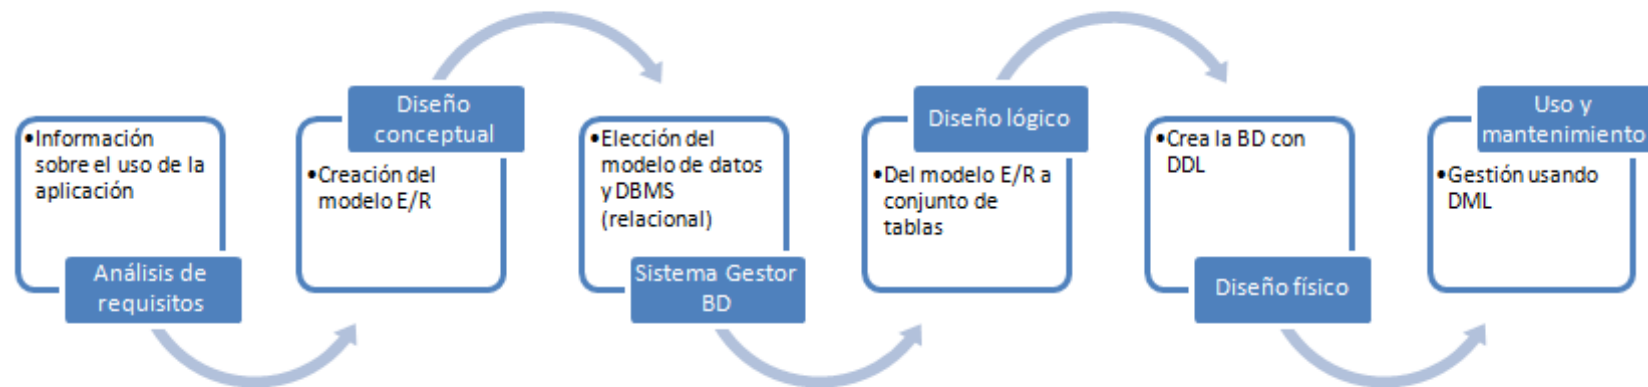 •Información
sobre el uso de la
aplicación
Análisis de
requisitos
Diseño
conceptual
•Creación del
modelo E/R
•Elección del
modelo de datos
y DBMS
(relacional)
Sistema Gestor
BD
Diseño lógico
•Del modelo E/R a
conjunto de
tablas
•Crea la BD con
DDL
Diseño físico
Uso y
mantenimiento
•Gestión usando
DML